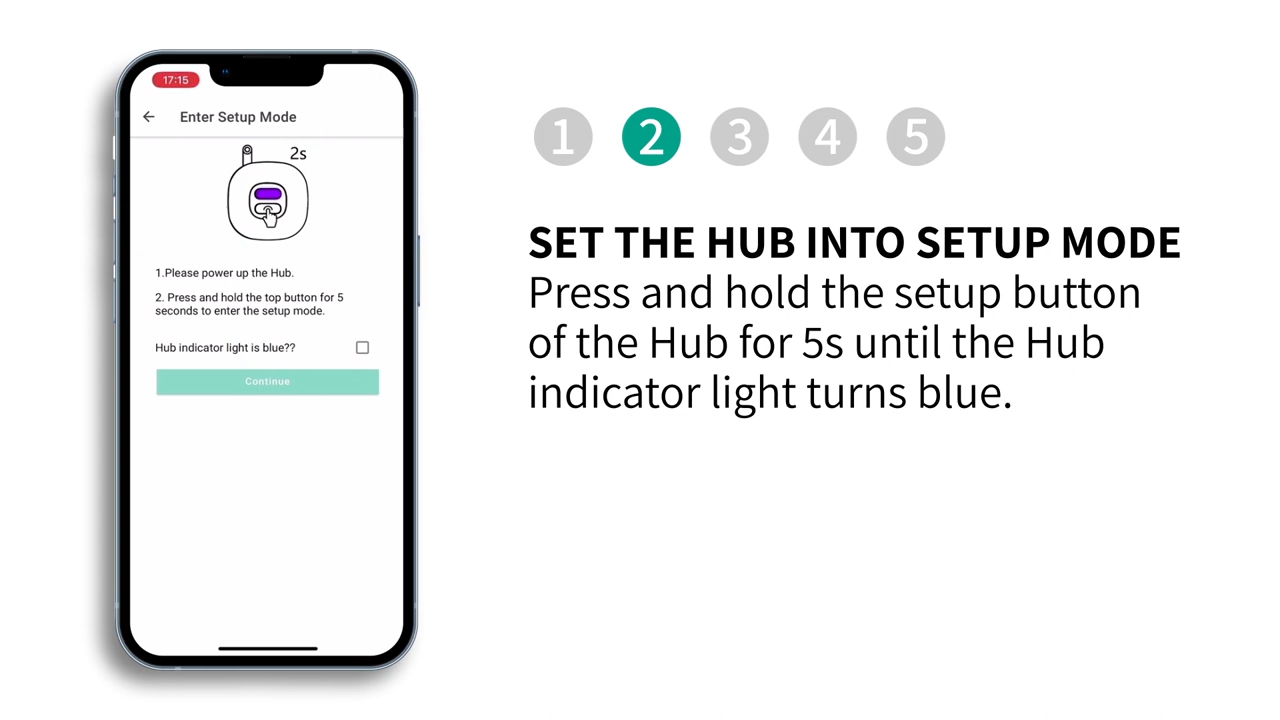 17:15
Enter Setup Mode
2s
1.Please power up the Hub.
2. Press and hold the top button for 5
seconds to enter the setup mode.
Hub indicator light is blue??
Continue
1 2 3 4 5
SET THE HUB INTO SETUP MODE
Press and hold the setup button
of the Hub for 5s until the Hub
indicator light turns blue.